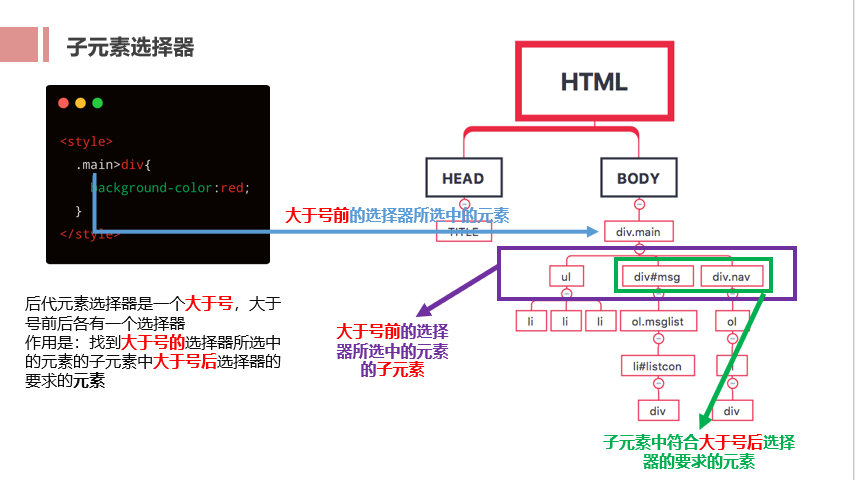 子元素选择器
<style>
.main>div{
background-color:red;
}
</style>
HTML
HEAD
BODY
大于号前的选择器所选中的元素
TITLE
div.main
ul
div#msg
div.nav
li
li
li
ol.msglist
ol
li#listcon
li
div
div
后代元素选择器是一个大于号，大于
号前后各有一个选择器
作用是：找到大于号的选择器所选中
的元素的子元素中大于号后选择器的
要求的元素
大于号前的选择
器所选中的元素
的子元素
子元素中符合大于号后选择
器的要求的元素